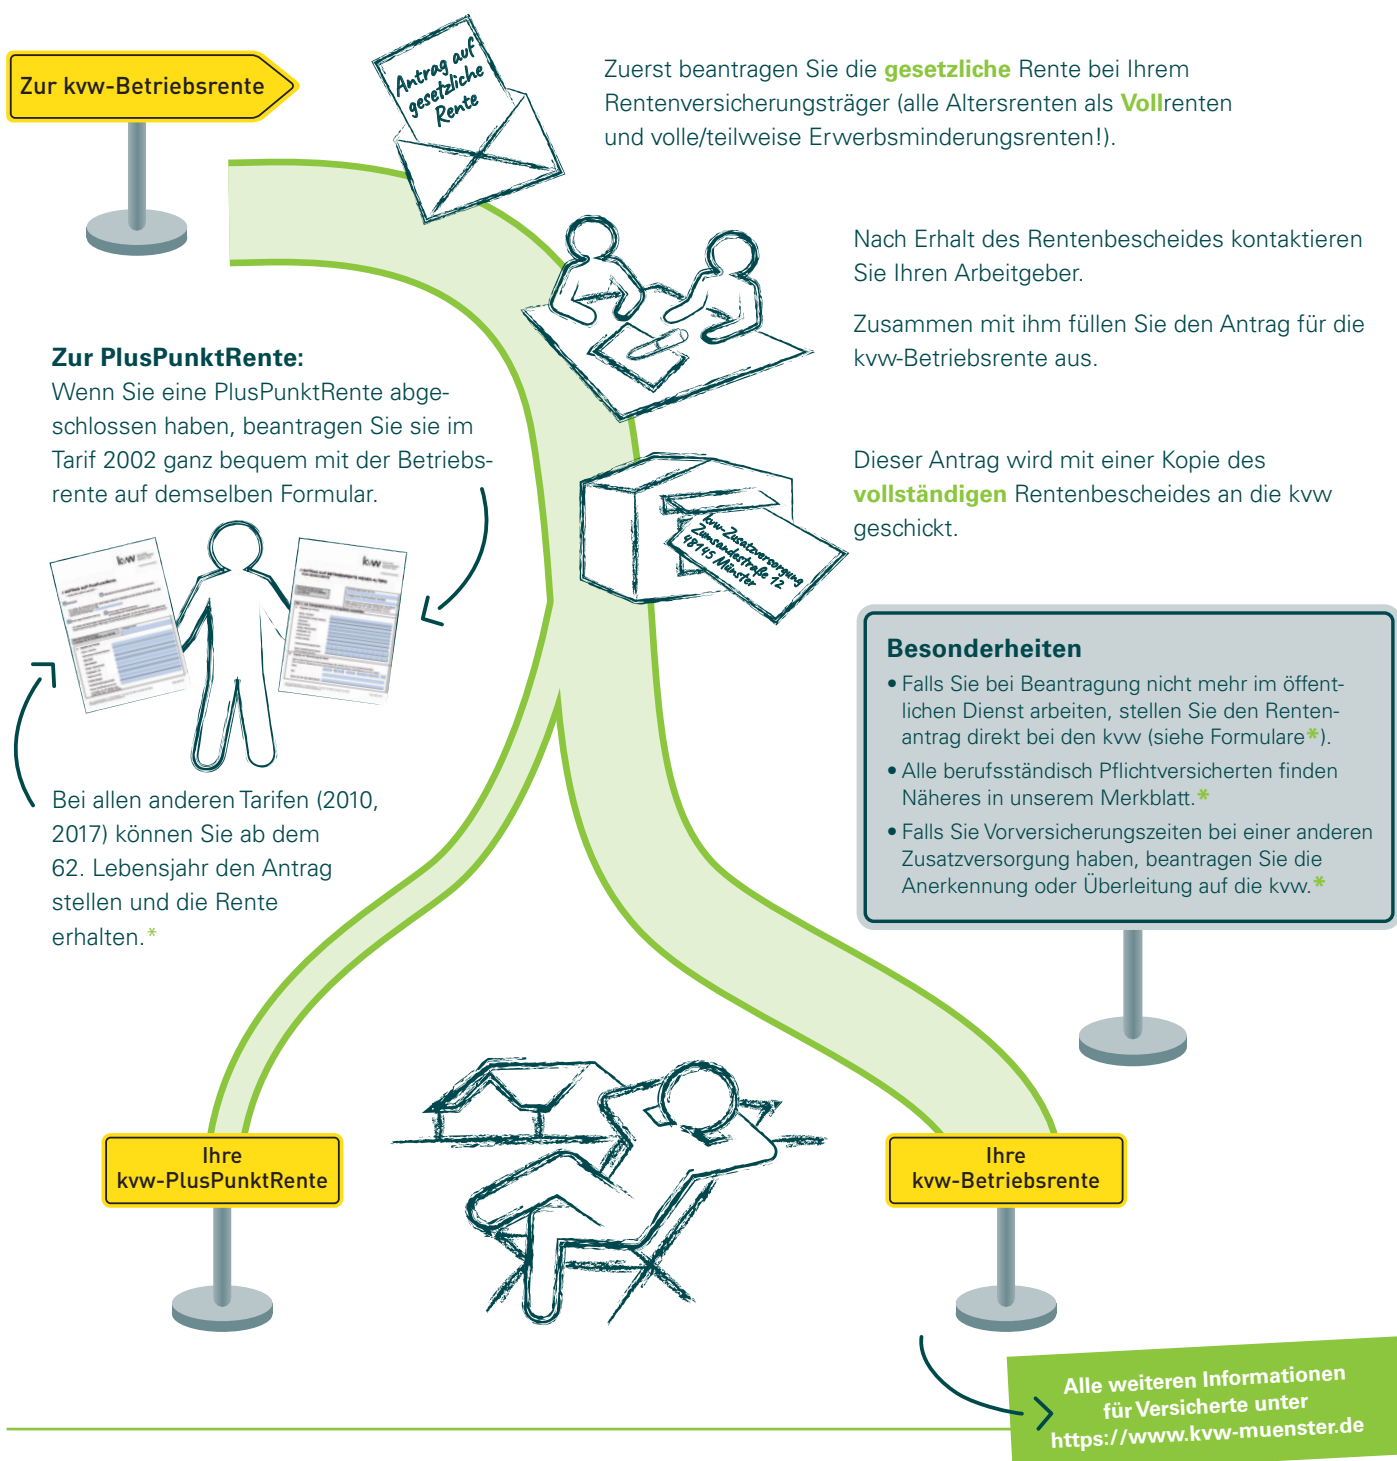 Zur kvw-Betriebsrente
Antrag auf
gesetzliche
Rente
Zuerst beantragen Sie die gesetzliche Rente bei Ihrem
Rentenversicherungsträger (alle Altersrenten als Vollrenten
und volle/teilweise Erwerbsminderungsrenten!).
Nach Erhalt des Rentenbescheides kontaktieren
Sie Ihren Arbeitgeber.
Zusammen mit ihm füllen Sie den Antrag für die
kvw-Betriebsrente aus.
Zur PlusPunktRente:
Wenn Sie eine PlusPunktRente abge-
schlossen haben, beantragen Sie sie im
Tarif 2002 ganz bequem mit der Betriebs-
rente auf demselben Formular.
Dieser Antrag wird mit einer Kopie des
vollständigen Rentenbescheides an die kvw
geschickt.
kvw-Zusatzversorgung
Zumsandestraße 12
48145 Münster
kvw
kvw
Besonderheiten
• Falls Sie bei Beantragung nicht mehr im öffent-
lichen Dienst arbeiten, stellen Sie den Renten-
antrag direkt bei den kvw (siehe Formulare*).
• Alle berufsständisch Pflichtversicherten finden
Näheres in unserem Merkblatt.*
• Falls Sie Vorversicherungszeiten bei einer anderen
Zusatzversorgung haben, beantragen Sie die
Anerkennung oder Überleitung auf die kvw.*
Bei allen anderen Tarifen (2010,
2017) können Sie ab dem
62. Lebensjahr den Antrag
stellen und die Rente
erhalten.*
Ihre
kvw-PlusPunktRente
Ihre
kvw-Betriebsrente
Alle weiteren Informationen
für Versicherte unter
https://www.kvw-muenster.de